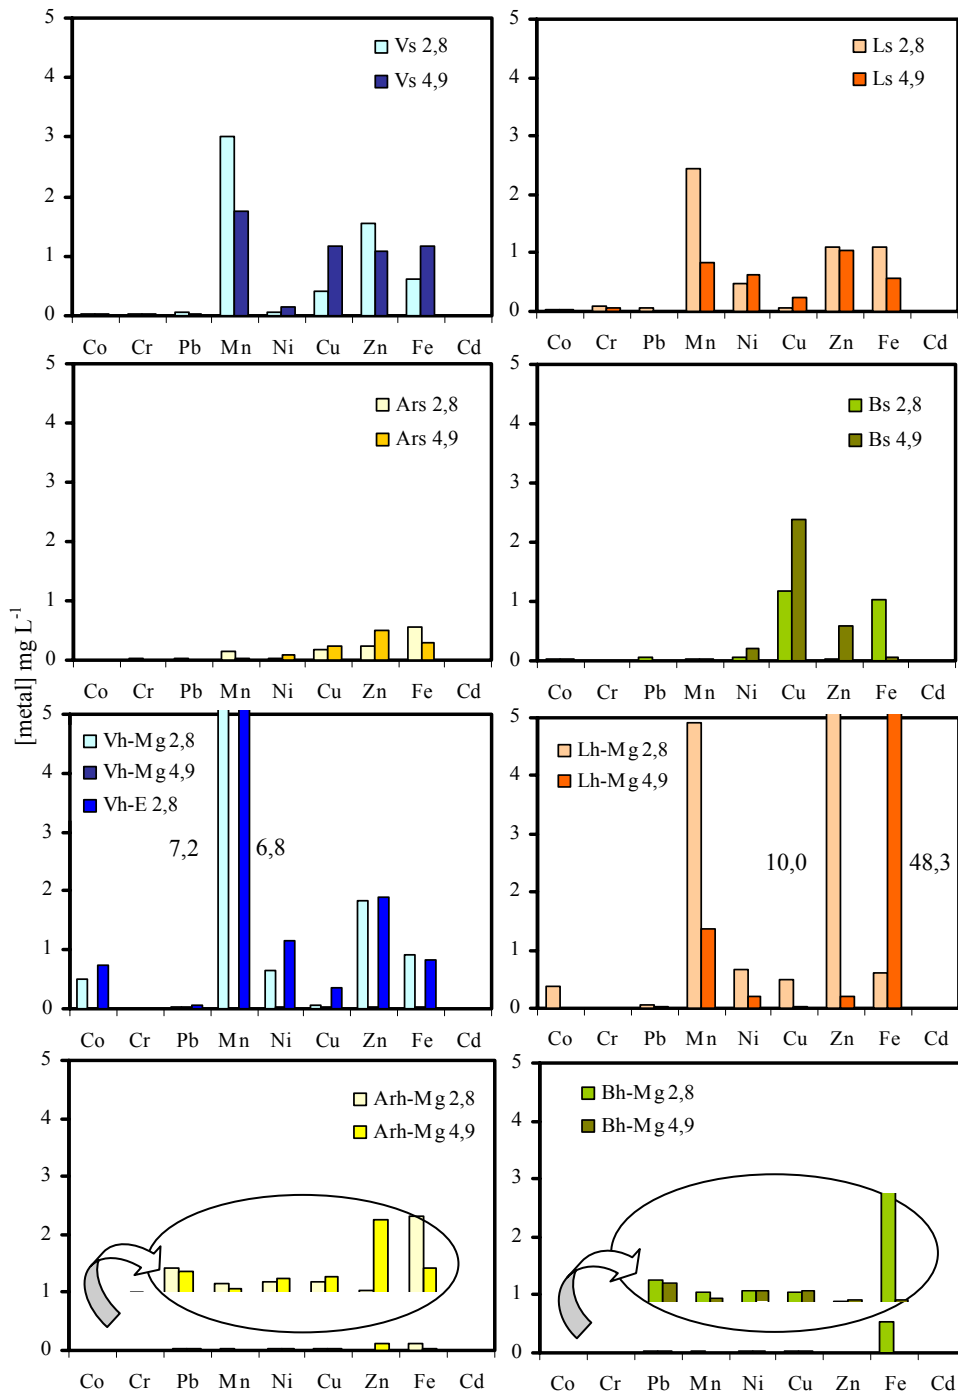 [metal] mg L-1
5
4
3
2
1
0
Vs 2,8
Vs 4,9
Co Cr Pb Mn Ni Cu Zn Fe Cd
5
4
3
2
1
0
Ls 2,8
Ls 4,9
Co Cr Pb Mn Ni Cu Zn Fe Cd
5
4
3
2
1
0
Ars 2,8
Ars 4,9
Co Cr Pb Mn Ni Cu Zn Fe Cd
5
4
3
2
1
0
Bs 2,8
Bs 4,9
Co Cr Pb Mn Ni Cu Zn Fe Cd
5
4
3
2
1
0
Vh-Mg 2,8
Vh-Mg 4,9
Vh-E 2,8
7,2 6,8
Co Cr Pb Mn Ni Cu Zn Fe Cd
5
4
3
2
1
0
Lh-Mg 2,8
Lh-Mg 4,9
10,0 48,3
Co Cr Pb Mn Ni Cu Zn Fe Cd
5
4
3
2
1
0
Arh-Mg 2,8
Arh-Mg 4,9
Co Cr Pb Mn Ni Cu Zn Fe Cd
5
4
3
2
1
0
Bh-Mg 2,8
Bh-Mg 4,9
Co Cr Pb Mn Ni Cu Zn Fe Cd